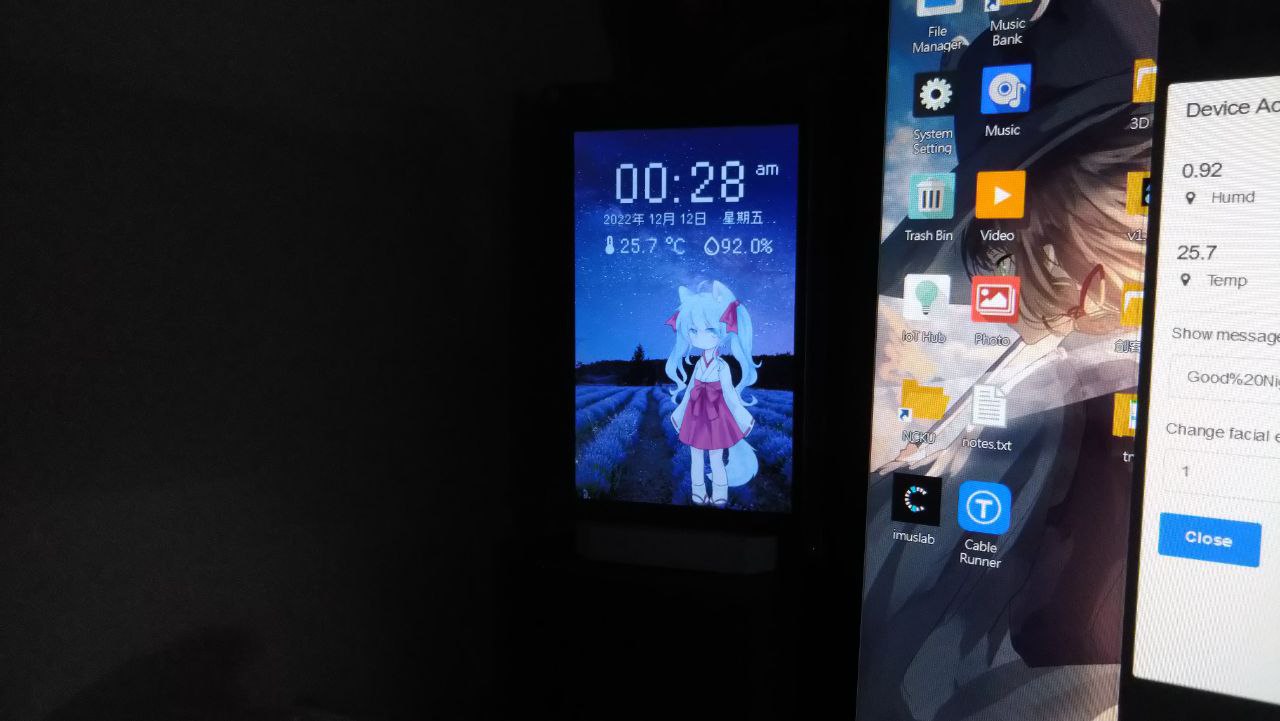 00:28 am
2022年 12月 12日 星期五
25.7 ℃ 92.0%
File Manager
Music Bank
System Setting
Music
Trash Bin
Video
IoT Hub
Photo
NCKU
notes.txt
imuslab
T
Cable Runner
3D
Device Ac
0.92
Humd
25.7
Temp
Show message
Good%20Ni
Change facial e
1
Close